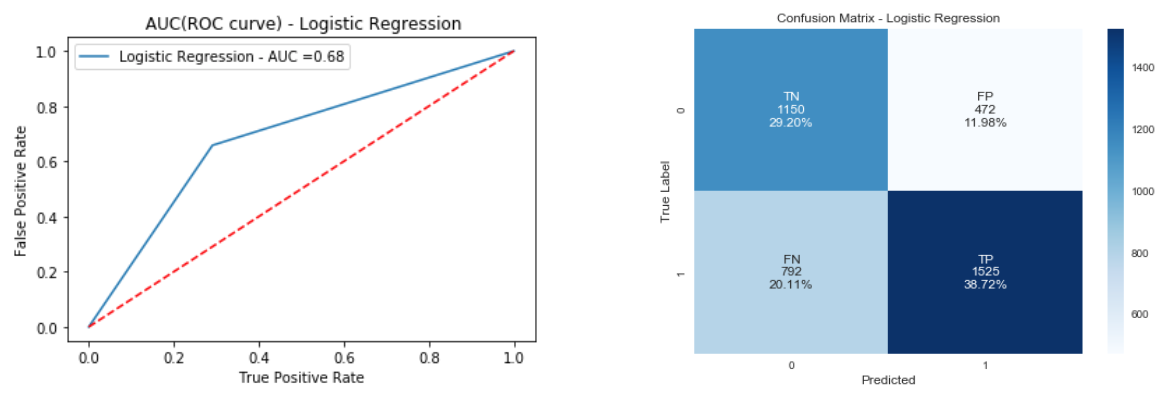 AUC(ROC curve) - Logistic Regression
Logistic Regression - AUC =0.68
1.0
0.8
0.6
0.4
0.2
0.0
False Positive Rate
0.0 0.2 0.4 0.6 0.8 1.0
True Positive Rate
Confusion Matrix - Logistic Regression
True Label
0
TN
1150
29.20%
FP
472
11.98%
1
FN
792
20.11%
TP
1525
38.72%
0 1
Predicted
1400
1200
1000
800
600